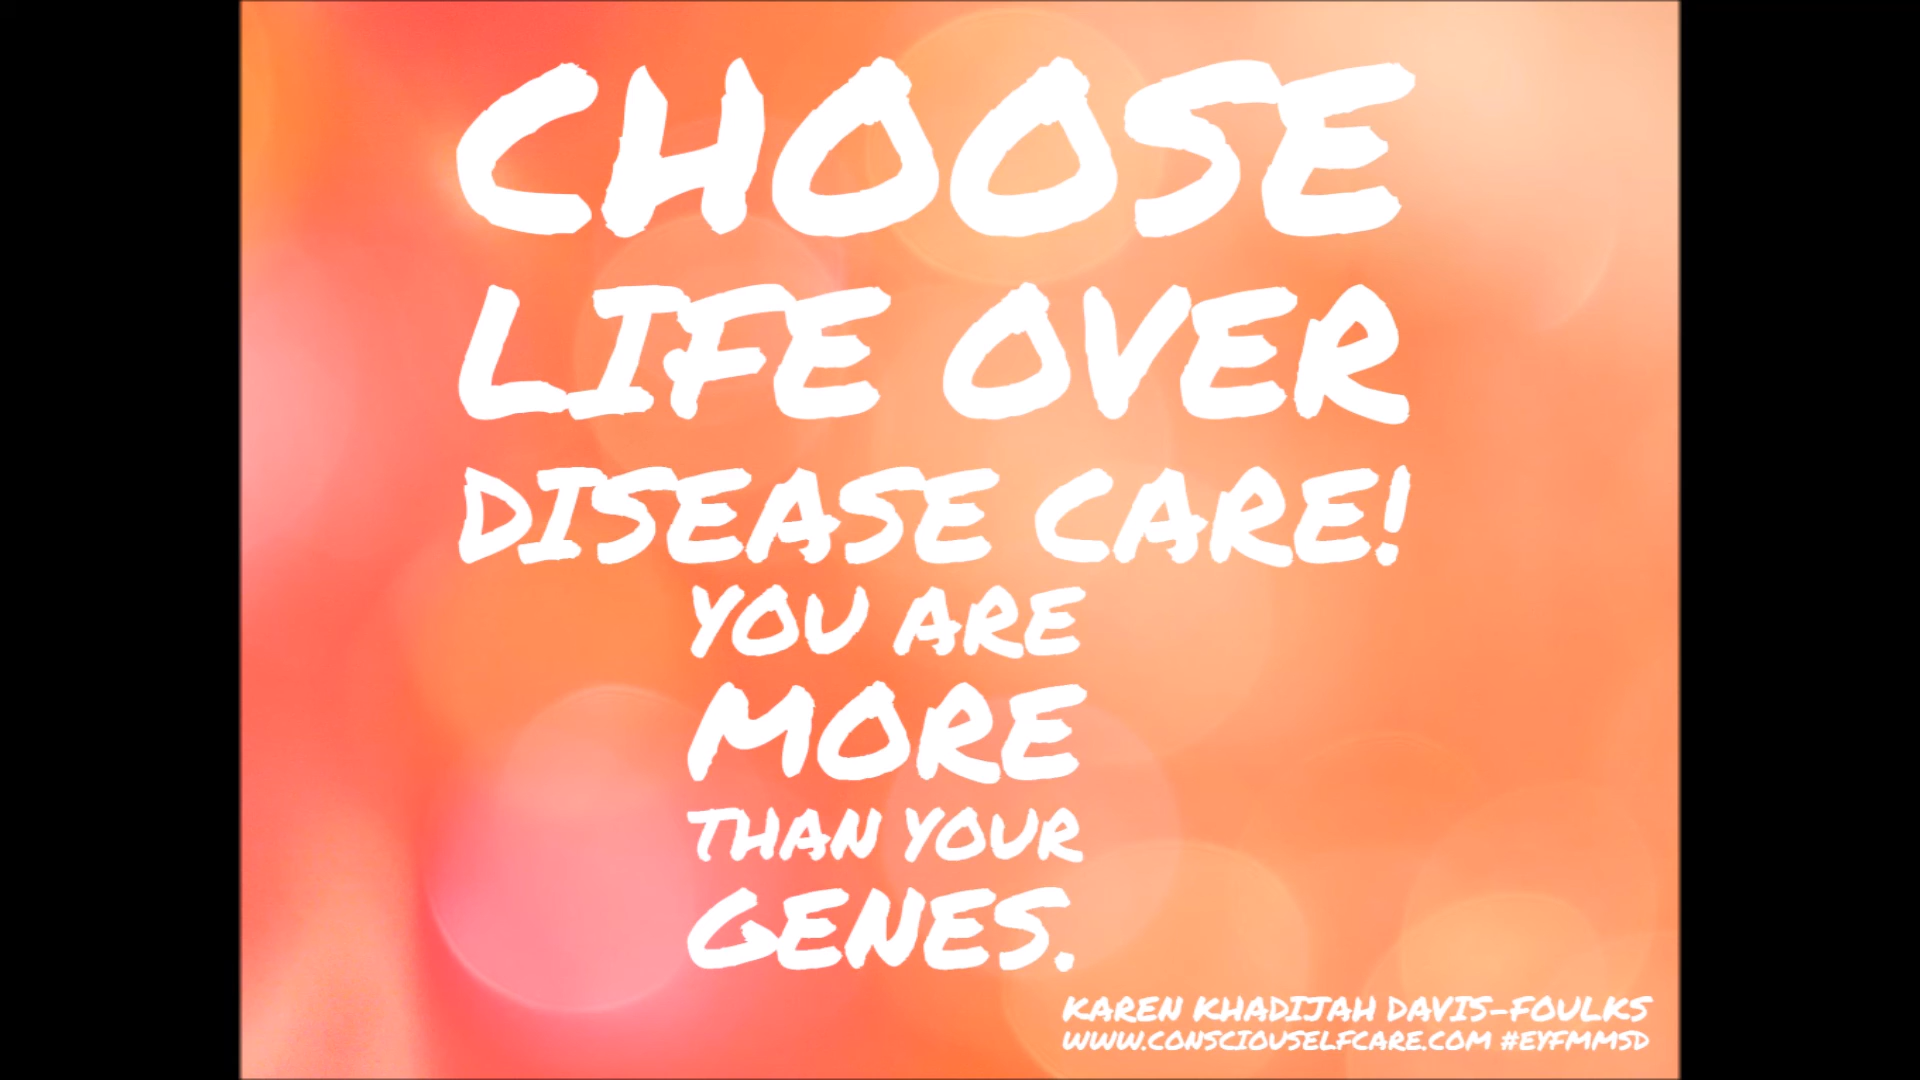 CHOOSE
LIFE OVER
DISEASE CARE!
YOU ARE
MORE
THAN YOUR
GENES.
KAREN KHADIJAH DAVIS-FOULKS
WWW.CONSCIOUSELFCARE.COM #EYFMMSD